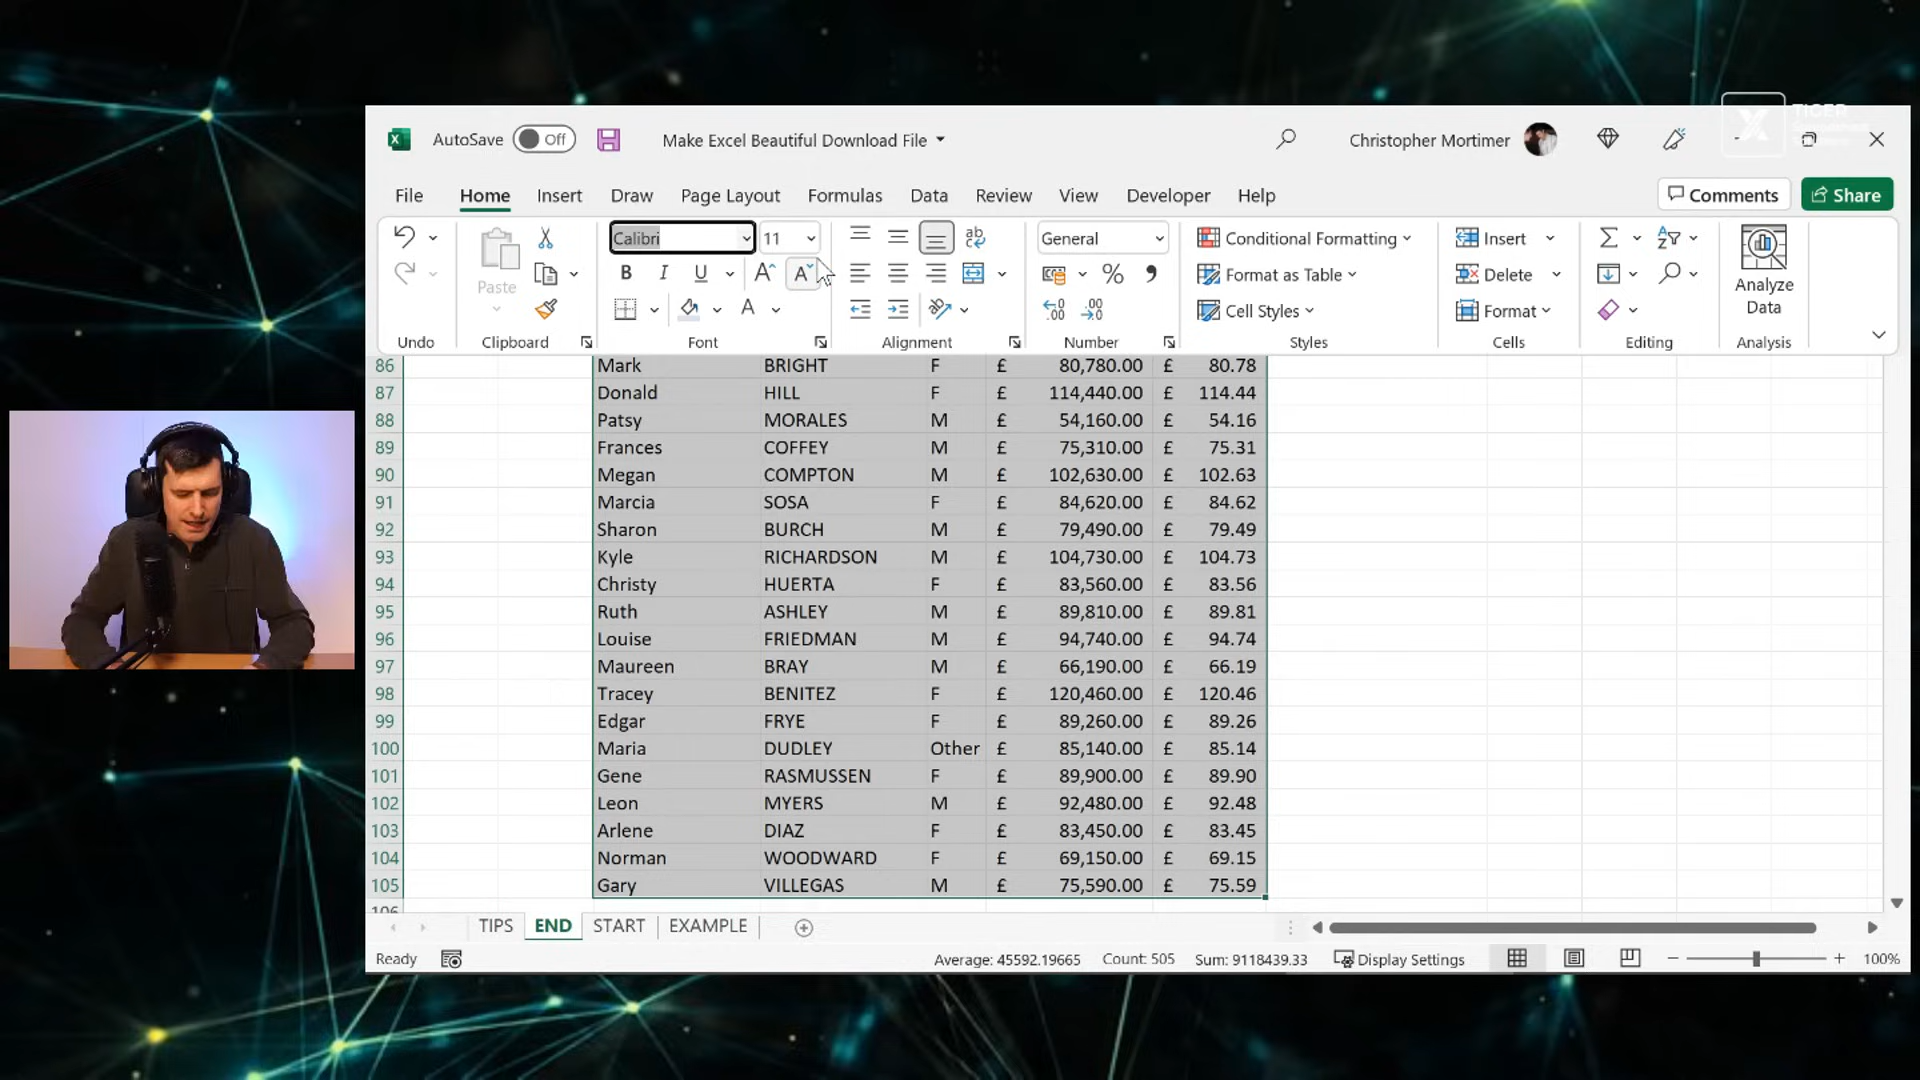 TIGER
AutoSave Off Make Excel Beautiful Download File Christopher Mortimer
File Home Insert Draw Page Layout Formulas Data Review View Developer Help Comments Share
Calibri 11 General Conditional Formatting Insert
Paste B I U Format as Table Delete Analyze Data
Cell Styles Format
Undo Clipboard Font Alignment Number Styles Cells Editing Analysis
86 Mark BRIGHT F £ 80,780.00 £ 80.78
87 Donald HILL F £ 114,440.00 £ 114.44
88 Patsy MORALES M £ 54,160.00 £ 54.16
89 Frances COFFEY M £ 75,310.00 £ 75.31
90 Megan COMPTON M £ 102,630.00 £ 102.63
91 Marcia SOSA F £ 84,620.00 £ 84.62
92 Sharon BURCH M £ 79,490.00 £ 79.49
93 Kyle RICHARDSON M £ 104,730.00 £ 104.73
94 Christy HUERTA F £ 83,560.00 £ 83.56
95 Ruth ASHLEY M £ 89,810.00 £ 89.81
96 Louise FRIEDMAN M £ 94,740.00 £ 94.74
97 Maureen BRAY M £ 66,190.00 £ 66.19
98 Tracey BENITEZ F £ 120,460.00 £ 120.46
99 Edgar FRYE F £ 89,260.00 £ 89.26
100 Maria DUDLEY Other £ 85,140.00 £ 85.14
101 Gene RASMUSSEN F £ 89,900.00 £ 89.90
102 Leon MYERS M £ 92,480.00 £ 92.48
103 Arlene DIAZ F £ 83,450.00 £ 83.45
104 Norman WOODWARD F £ 69,150.00 £ 69.15
105 Gary VILLEGAS M £ 75,590.00 £ 75.59
106
TIPS END START EXAMPLE
Ready Average: 45592.19665 Count: 505 Sum: 9118439.33 Display Settings 100%